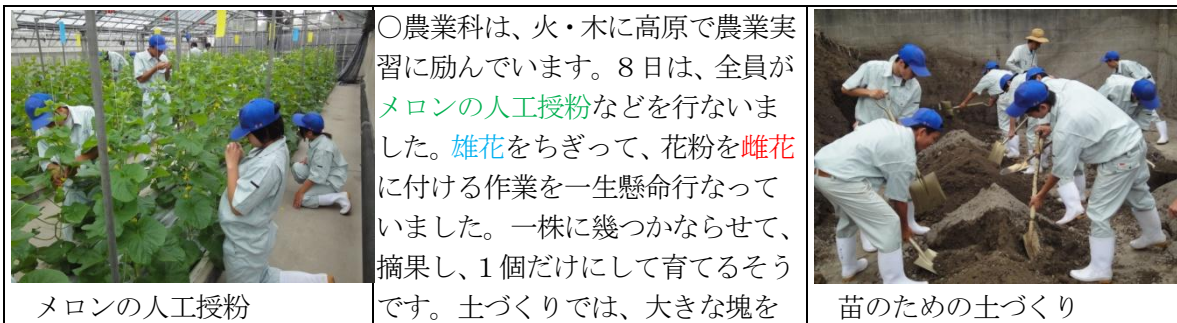 ○農業科は、火・木に高原で農業実
習に励んでいます。８日は、全員が
メロンの人工授粉などを行ないま
した。雄花をちぎって、花粉を雌花
に付ける作業を一生懸命行なって
いました。一株に幾つかならせて、
摘果し、１個だけにして育てるそう
です。土づくりでは、大きな塊を
メロンの人工授粉
苗のための土づくり